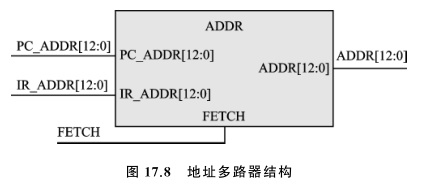 ADDR
PC_ADDR[12:0]
PC_ADDR[12:0]
ADDR[12:0]
ADDR[12:0]
IR_ADDR[12:0]
IR_ADDR[12:0]
FETCH
FETCH
图 17.8 地址多路器结构